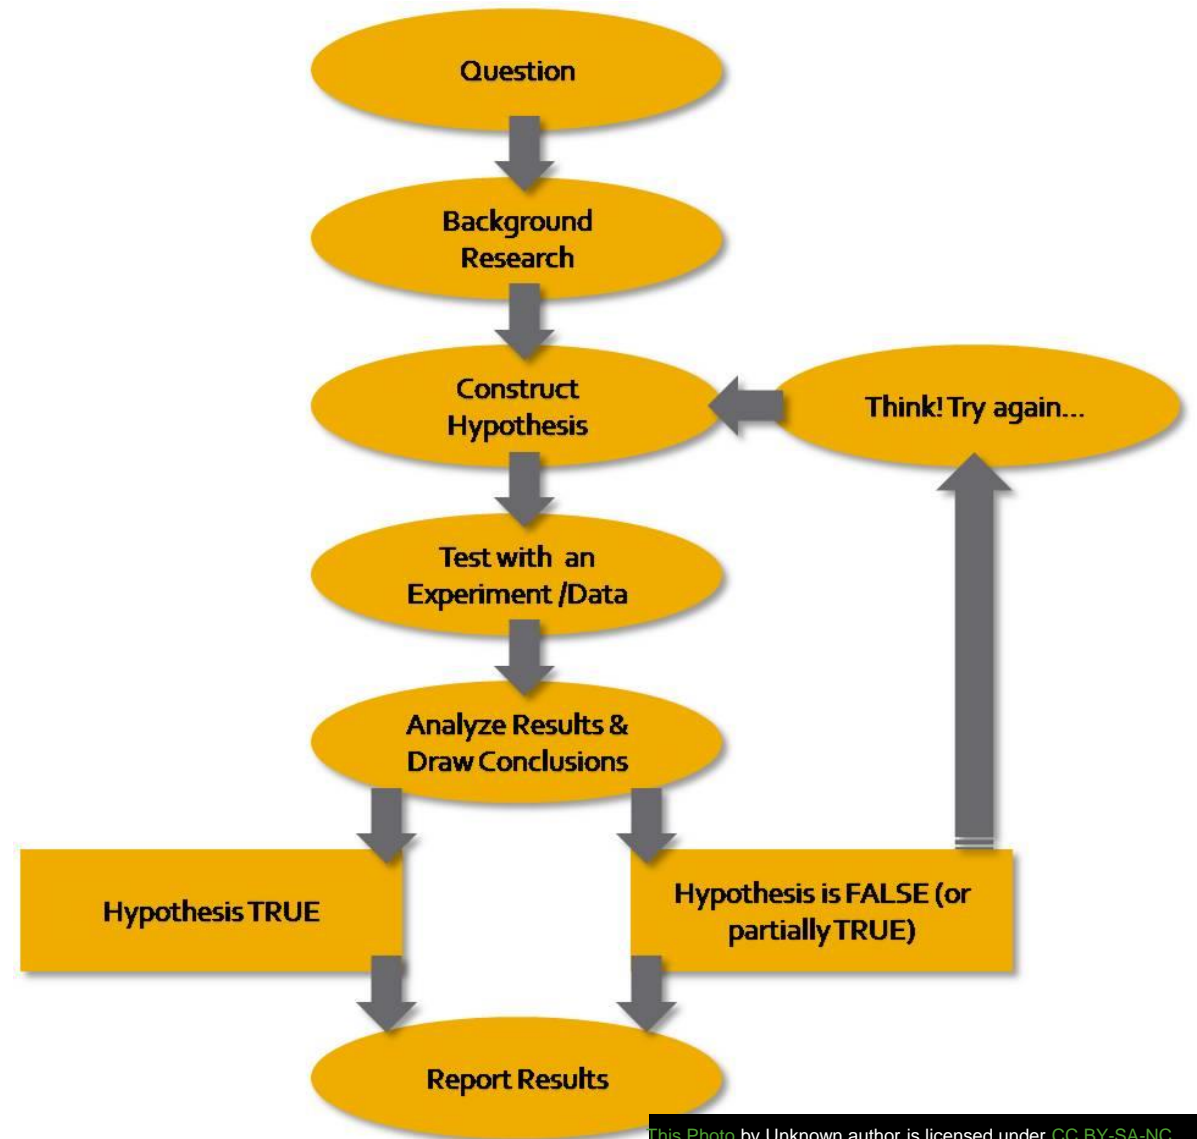 Question
Background
Research
Construct
Hypothesis
Think! Try again...
Test with an
Experiment /Data
Analyze Results &
Draw Conclusions
Hypothesis TRUE
Hypothesis is FALSE (or
partially TRUE)
Report Results
This Photo by Unknown author is licensed under CC BY-SA-NC